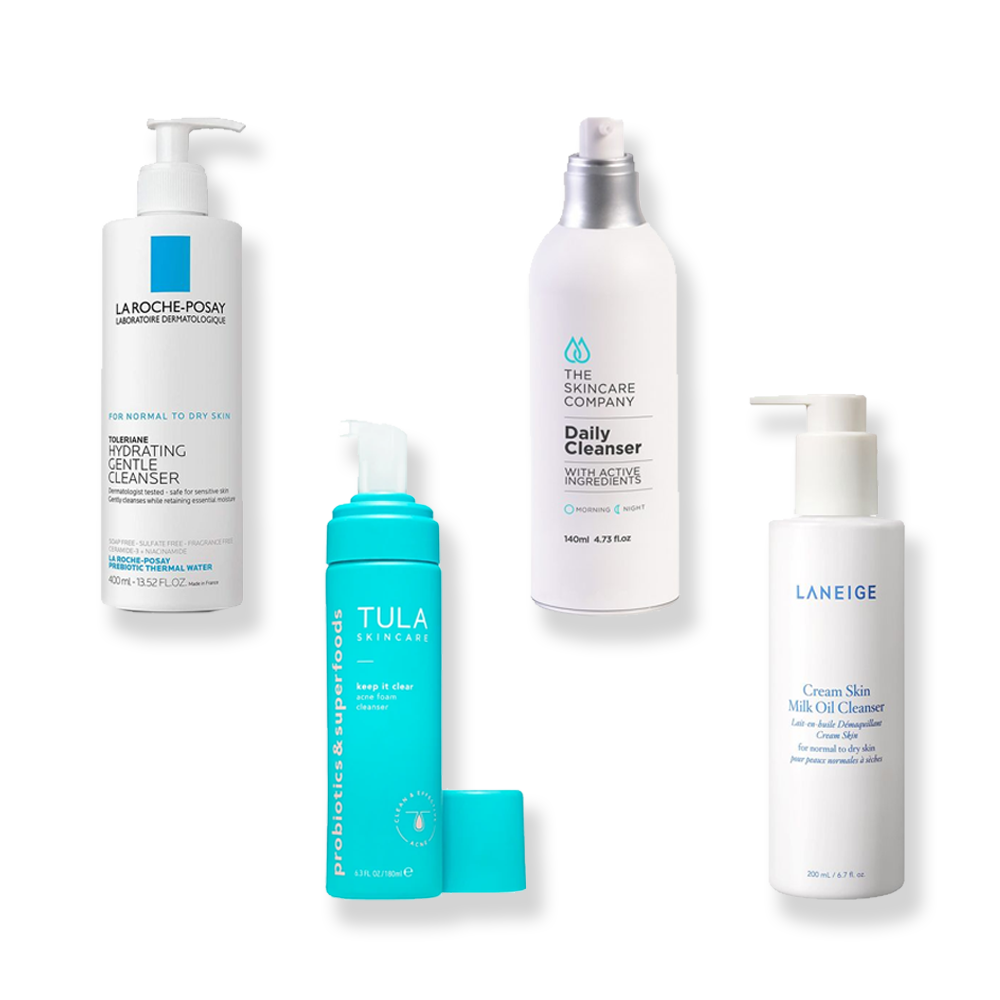 LA ROCHE-POSAY
LABORATOIRE DERMATOLOGIQUE
FOR NORMAL TO DRY SKIN
TOLERIANE
HYDRATING
GENTLE
CLEANSER
Dermatologist tested - safe for sensitive skin
Gently cleanses while retaining essential moisture
SOAP FREE - SULFATE FREE - FRAGRANCE FREE
CERAMIDE-3 + NIACINAMIDE
LA ROCHE-POSAY
PREBIOTIC THERMAL WATER
400 ml - 13.52 FL.OZ. Made in France
THE
SKINCARE
COMPANY
Daily
Cleanser
WITH ACTIVE
INGREDIENTS
MORNING NIGHT
140ml 4.73 fl.oz
probiotics & superfoods
TULA
SKINCARE
keep it clear
acne foam
cleanser
CLEAN & EFFECTIVE
ACNE
6.3 FL OZ/180ml e
LANEIGE
Cream Skin
Milk Oil Cleanser
Lait-en-huile Démaquillant
Cream Skin
for normal to dry skin
pour peaux normales à sèches
200 mL / 6.7 fl. oz.